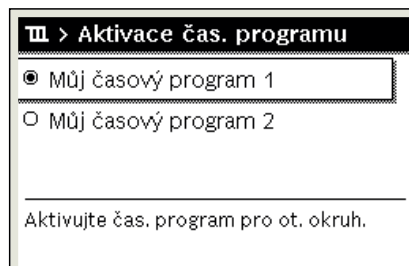 > Aktivace čas. programu
Můj časový program 1
Můj časový program 2
Aktivujte čas. program pro ot. okruh.